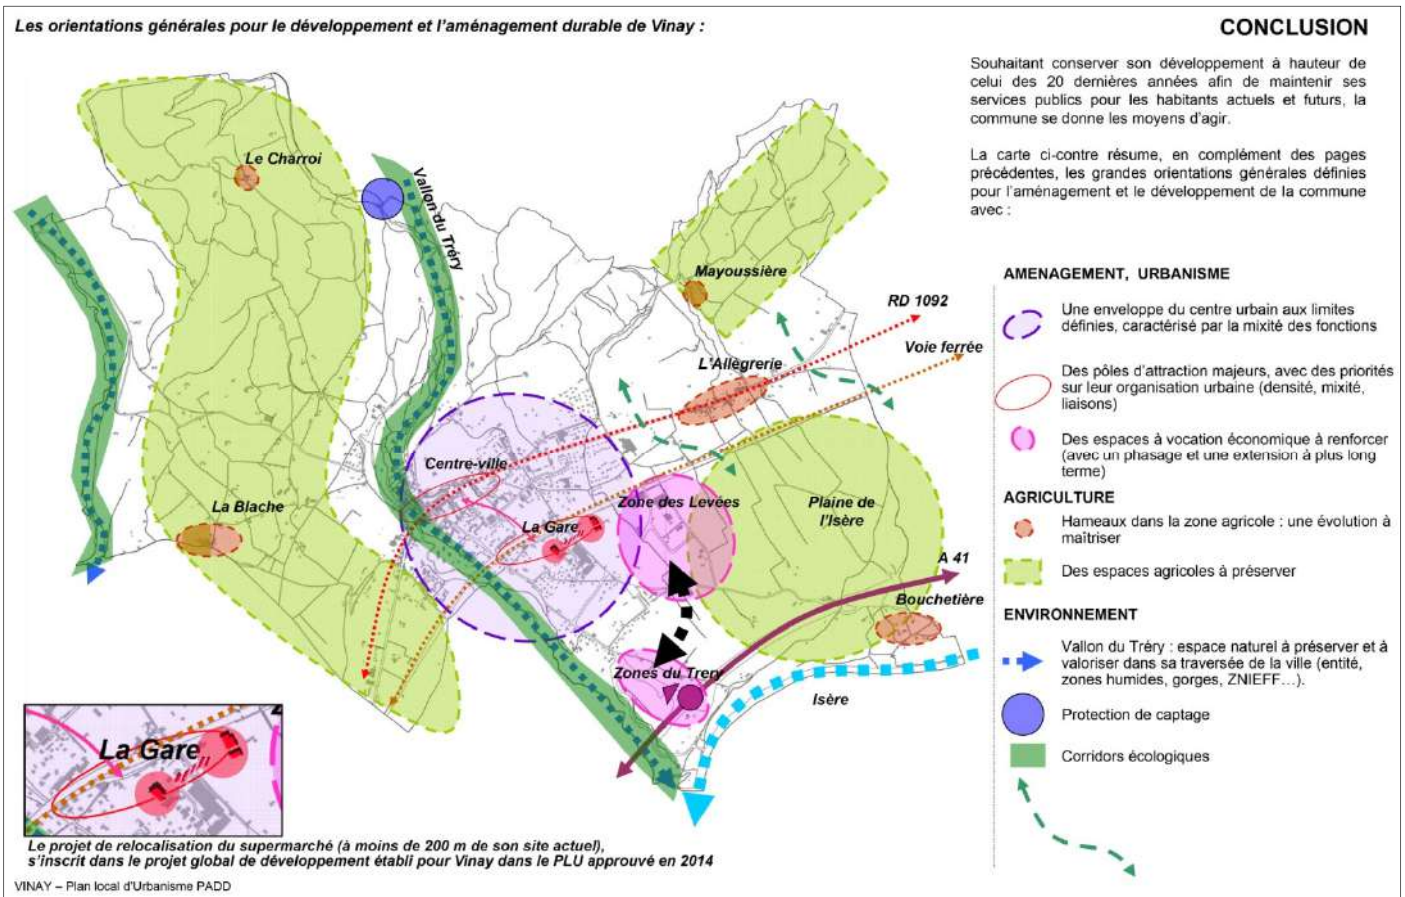 Les orientations générales pour le développement et l'aménagement durable de Vinay :
CONCLUSION
Souhaitant conserver son développement à hauteur de
celui des 20 dernières années afin de maintenir ses
services publics pour les habitants actuels et futurs, la
commune se donne les moyens d'agir.
La carte ci-contre résume, en complément des pages
précédentes, les grandes orientations générales définies
pour l'aménagement et le développement de la commune
avec :
Le Charroi
Vallon du Tréry
Mayoussière
RD 1092
Voie ferrée
L'Allègrerie
Centre-ville
La Blache
La Gare
Zone des Levées
Plaine de
l'Isère
A 41
Bouchetière
Zones du Trery
Isère
AMENAGEMENT, URBANISME
Une enveloppe du centre urbain aux limites
définies, caractérisé par la mixité des fonctions
Des pôles d'attraction majeurs, avec des priorités
sur leur organisation urbaine (densité, mixité,
liaisons)
Des espaces à vocation économique à renforcer
(avec un phasage et une extension à plus long
terme)
AGRICULTURE
Hameaux dans la zone agricole : une évolution à
maîtriser
Des espaces agricoles à préserver
ENVIRONNEMENT
Vallon du Tréry : espace naturel à préserver et à
valoriser dans sa traversée de la ville (entité,
zones humides, gorges, ZNIEFF…).
Protection de captage
Corridors écologiques
La Gare
Le projet de relocalisation du supermarché (à moins de 200 m de son site actuel),
s'inscrit dans le projet global de développement établi pour Vinay dans le PLU approuvé en 2014
VINAY – Plan local d'Urbanisme PADD